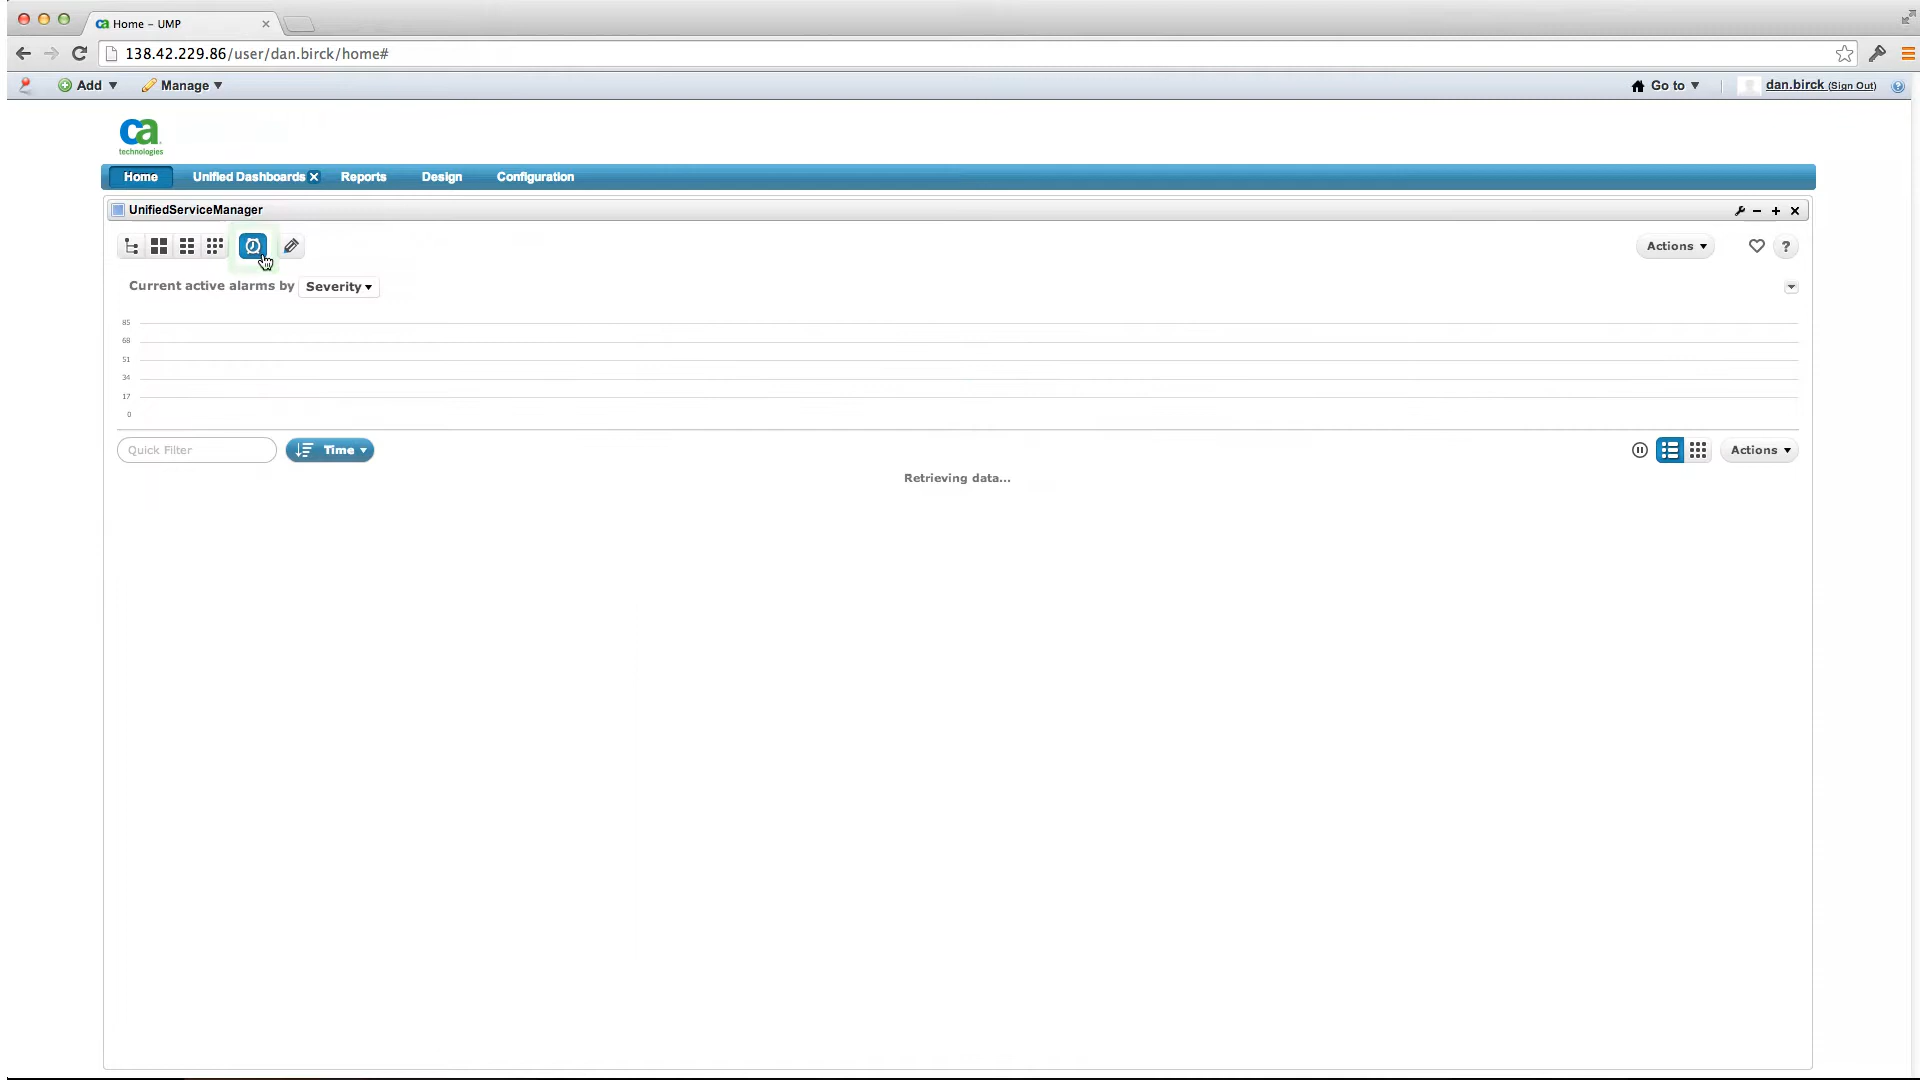 ca Home – UMP
138.42.229.86/user/dan.birck/home#
Add Manage Go to dan.birck (Sign Out)
ca
technologies
Home Unified Dashboards Reports Design Configuration
UnifiedServiceManager
Actions ?
Current active alarms by Severity
85
68
51
34
17
0
Quick Filter Time Actions
Retrieving data...